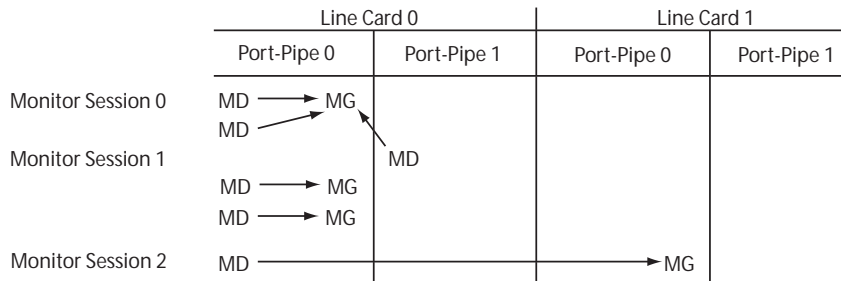 Line Card 0 Line Card 1
Port-Pipe 0 Port-Pipe 1 Port-Pipe 0 Port-Pipe 1
Monitor Session 0 MD MG
MD
Monitor Session 1 MD
MD MG
MD MG
Monitor Session 2 MD MG